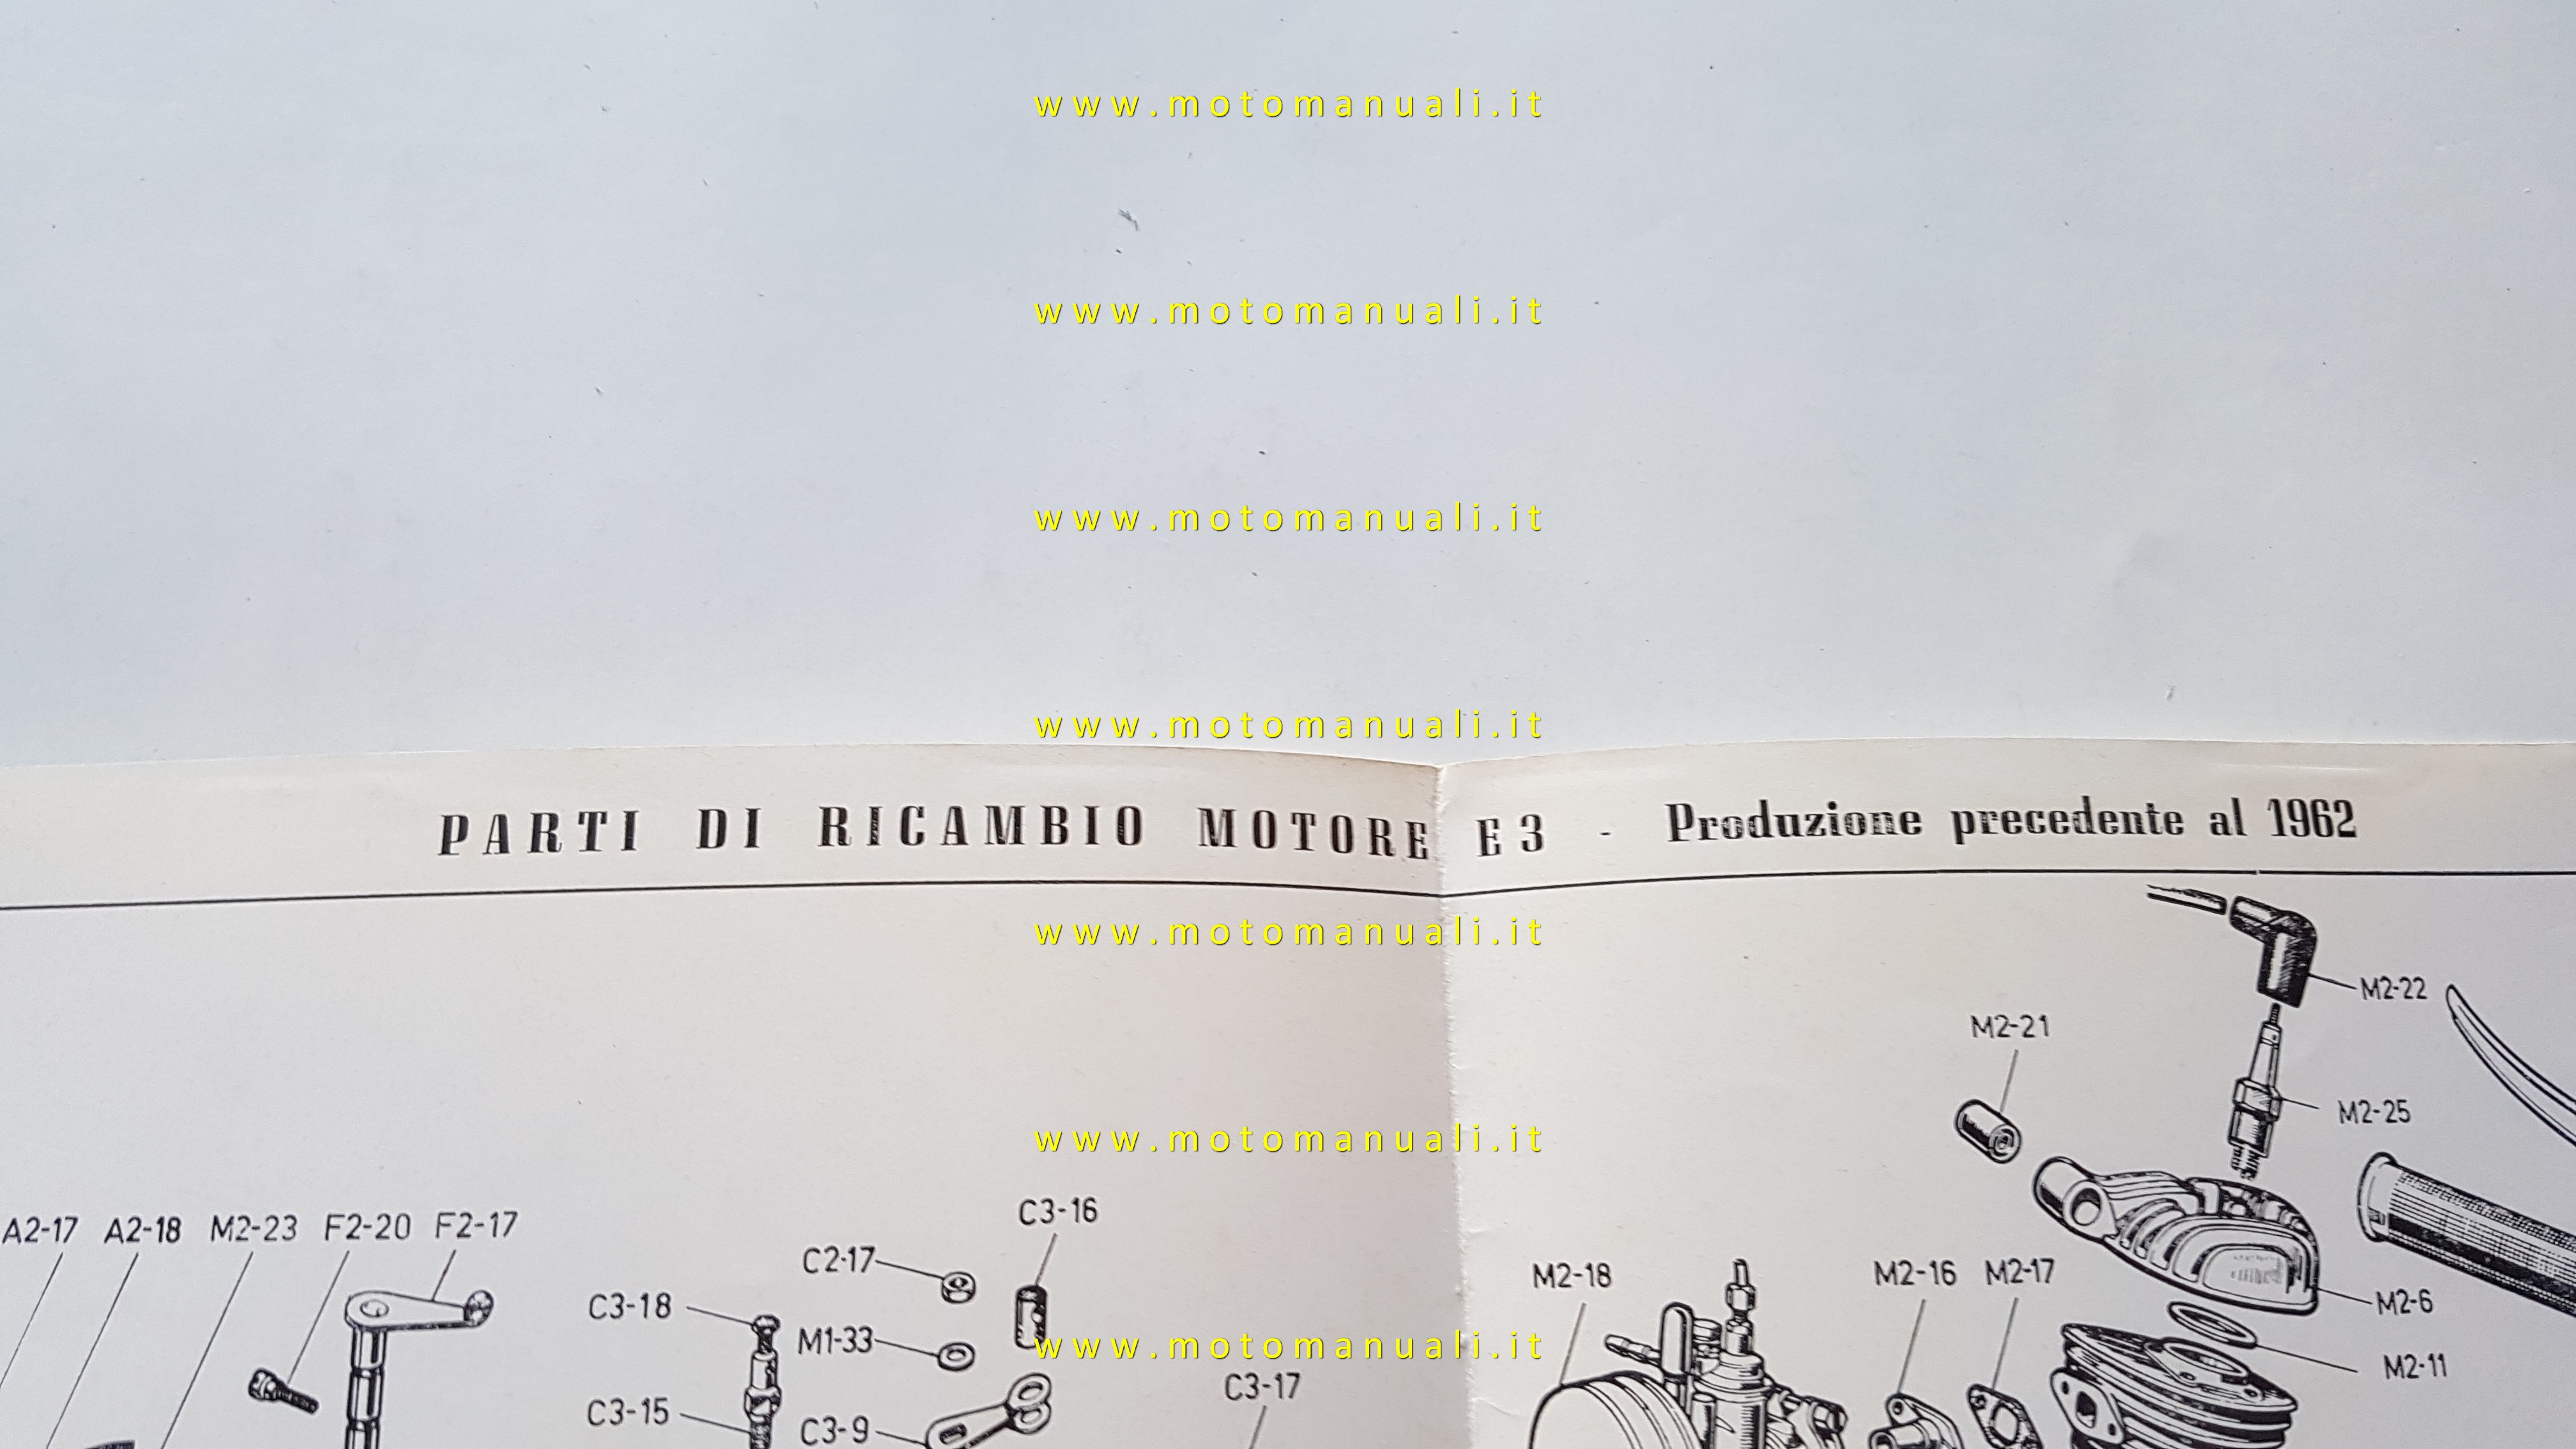 www.motomanuali.it
www.motomanuali.it
www.motomanuali.it
www.motomanuali.it
PARTI DI RICAMBIO MOTORE E3 - Produzione precedente al 1962
www.motomanuali.it
M2-22
M2-21
M2-25
www.motomanuali.it
A2-17 A2-18 M2-23 F2-20 F2-17
C3-16
C2-17
M2-18
M2-16 M2-17
C3-18
M2-6
M1-33
www.motomanuali.it
M2-11
C3-17
C3-15
C3-9